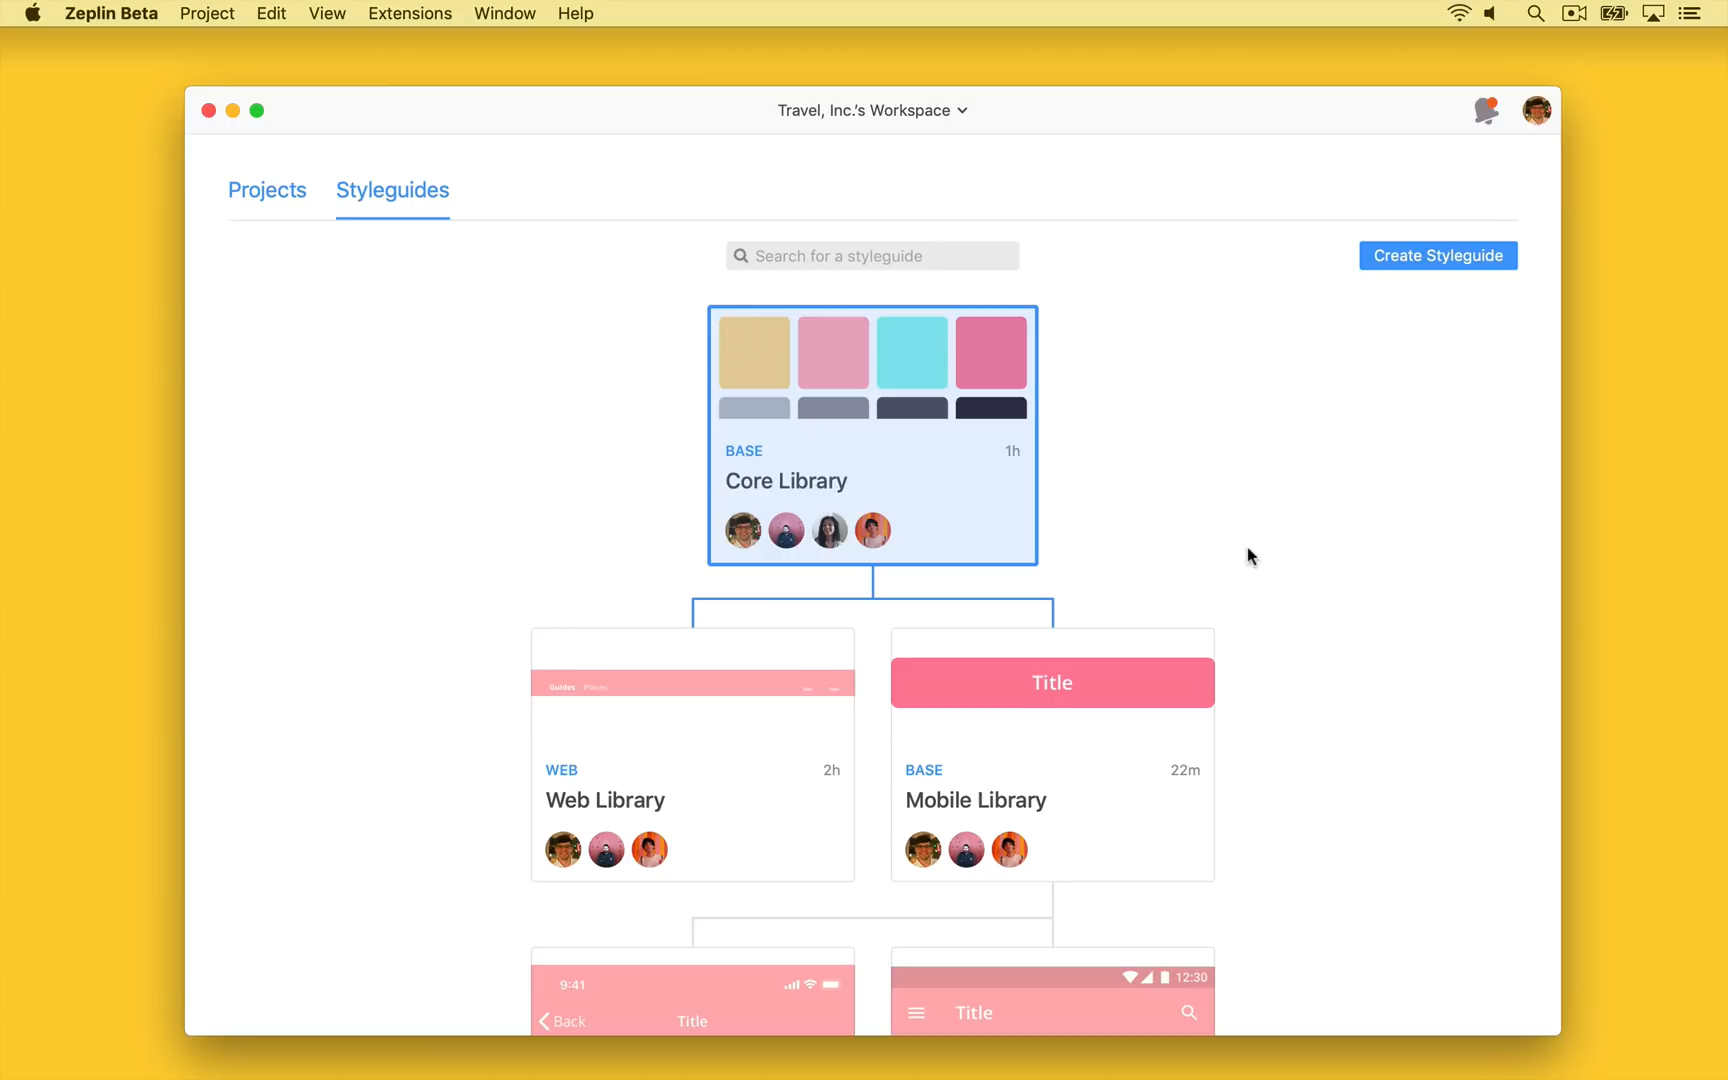 Zeplin Beta Project Edit View Extensions Window Help
Travel, Inc.'s Workspace
Projects Styleguides
Search for a styleguide
Create Styleguide
BASE 1h
Core Library
Guides Places
Title
WEB 2h
BASE 22m
Web Library
Mobile Library
9:41
12:30
Back Title
Title